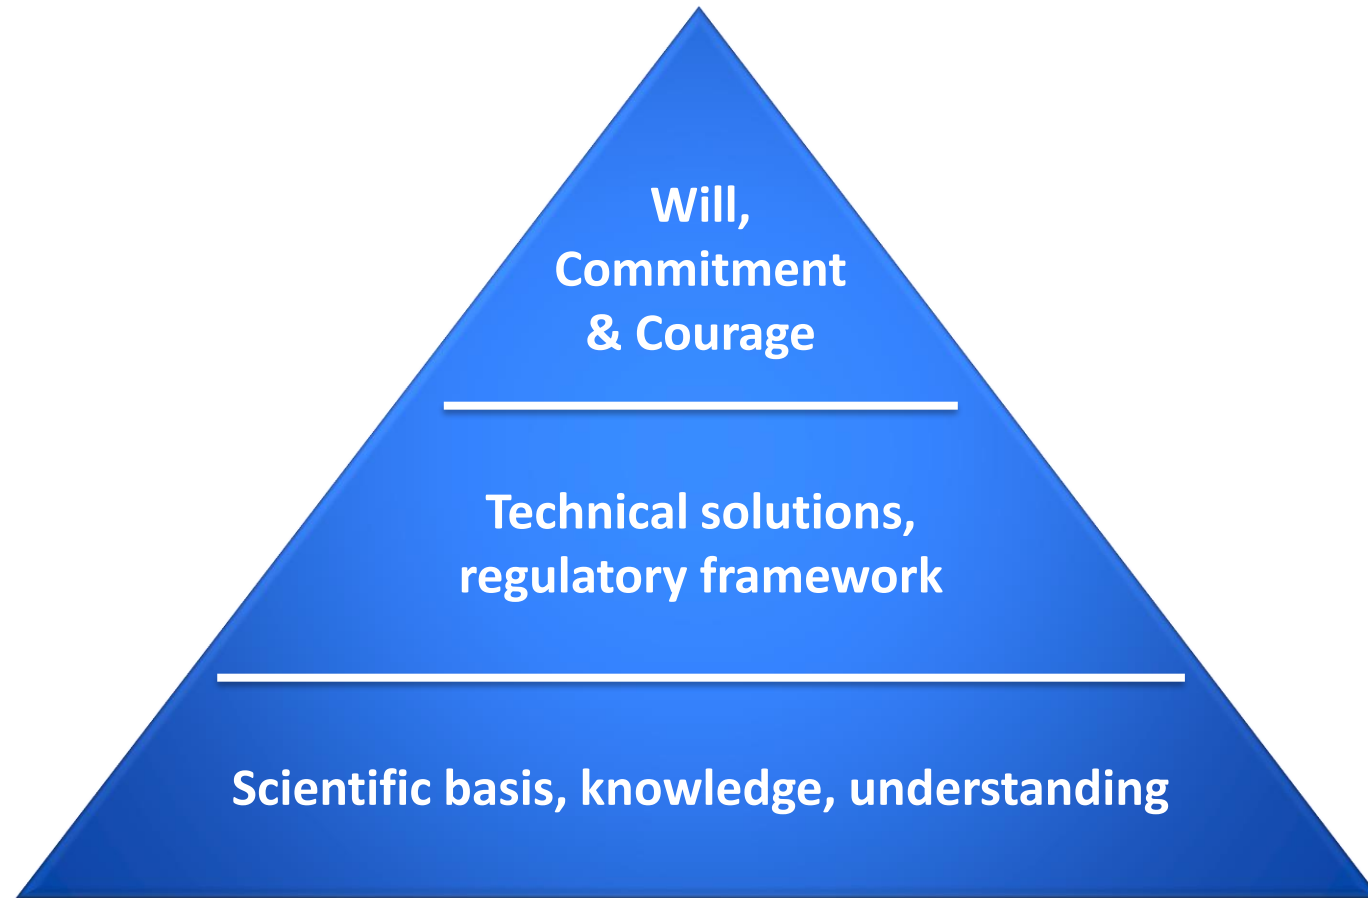 Will,
Commitment
& Courage
Technical solutions,
regulatory framework
Scientific basis, knowledge, understanding